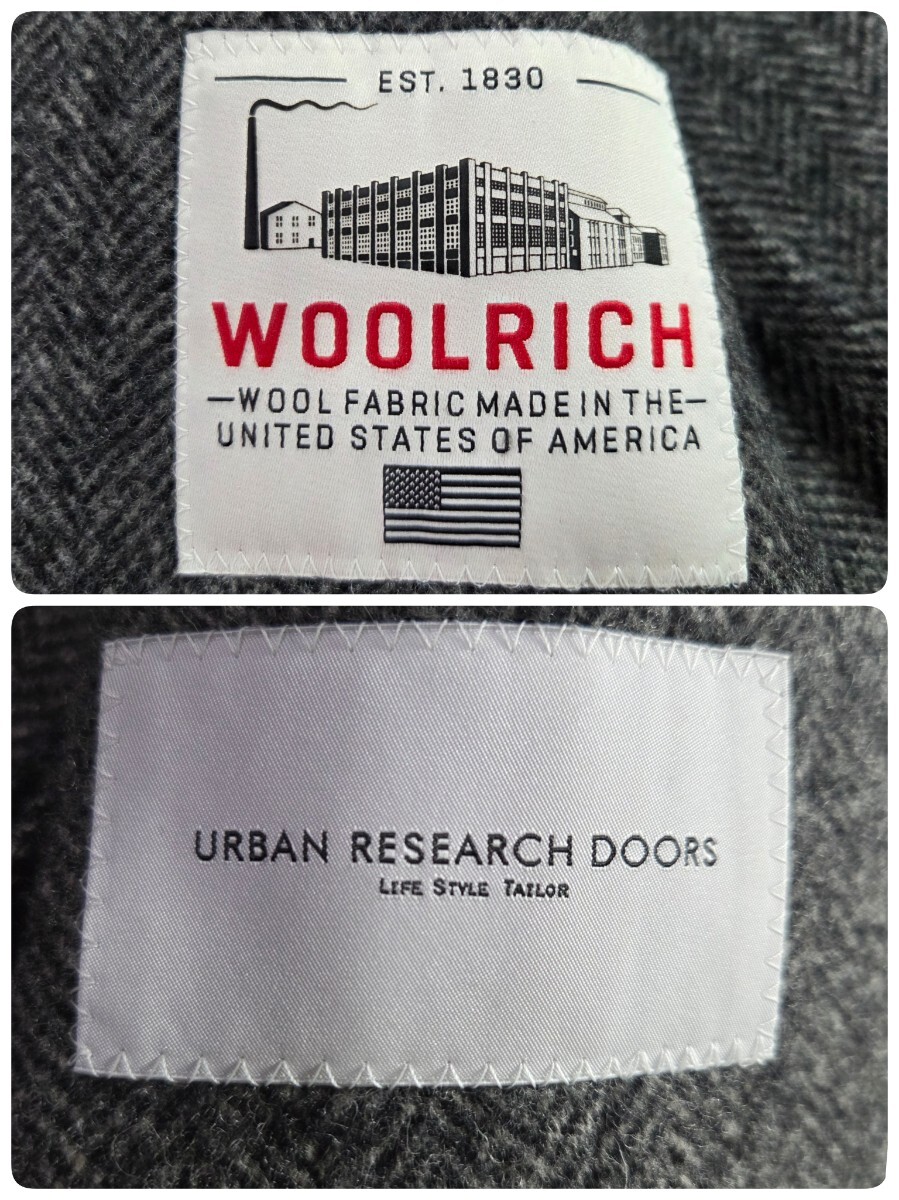 EST. 1830
WOOLRICH
—WOOL FABRIC MADE IN THE—
UNITED STATES OF AMERICA
URBAN RESEARCH DOORS
LIFE STYLE TAILOR